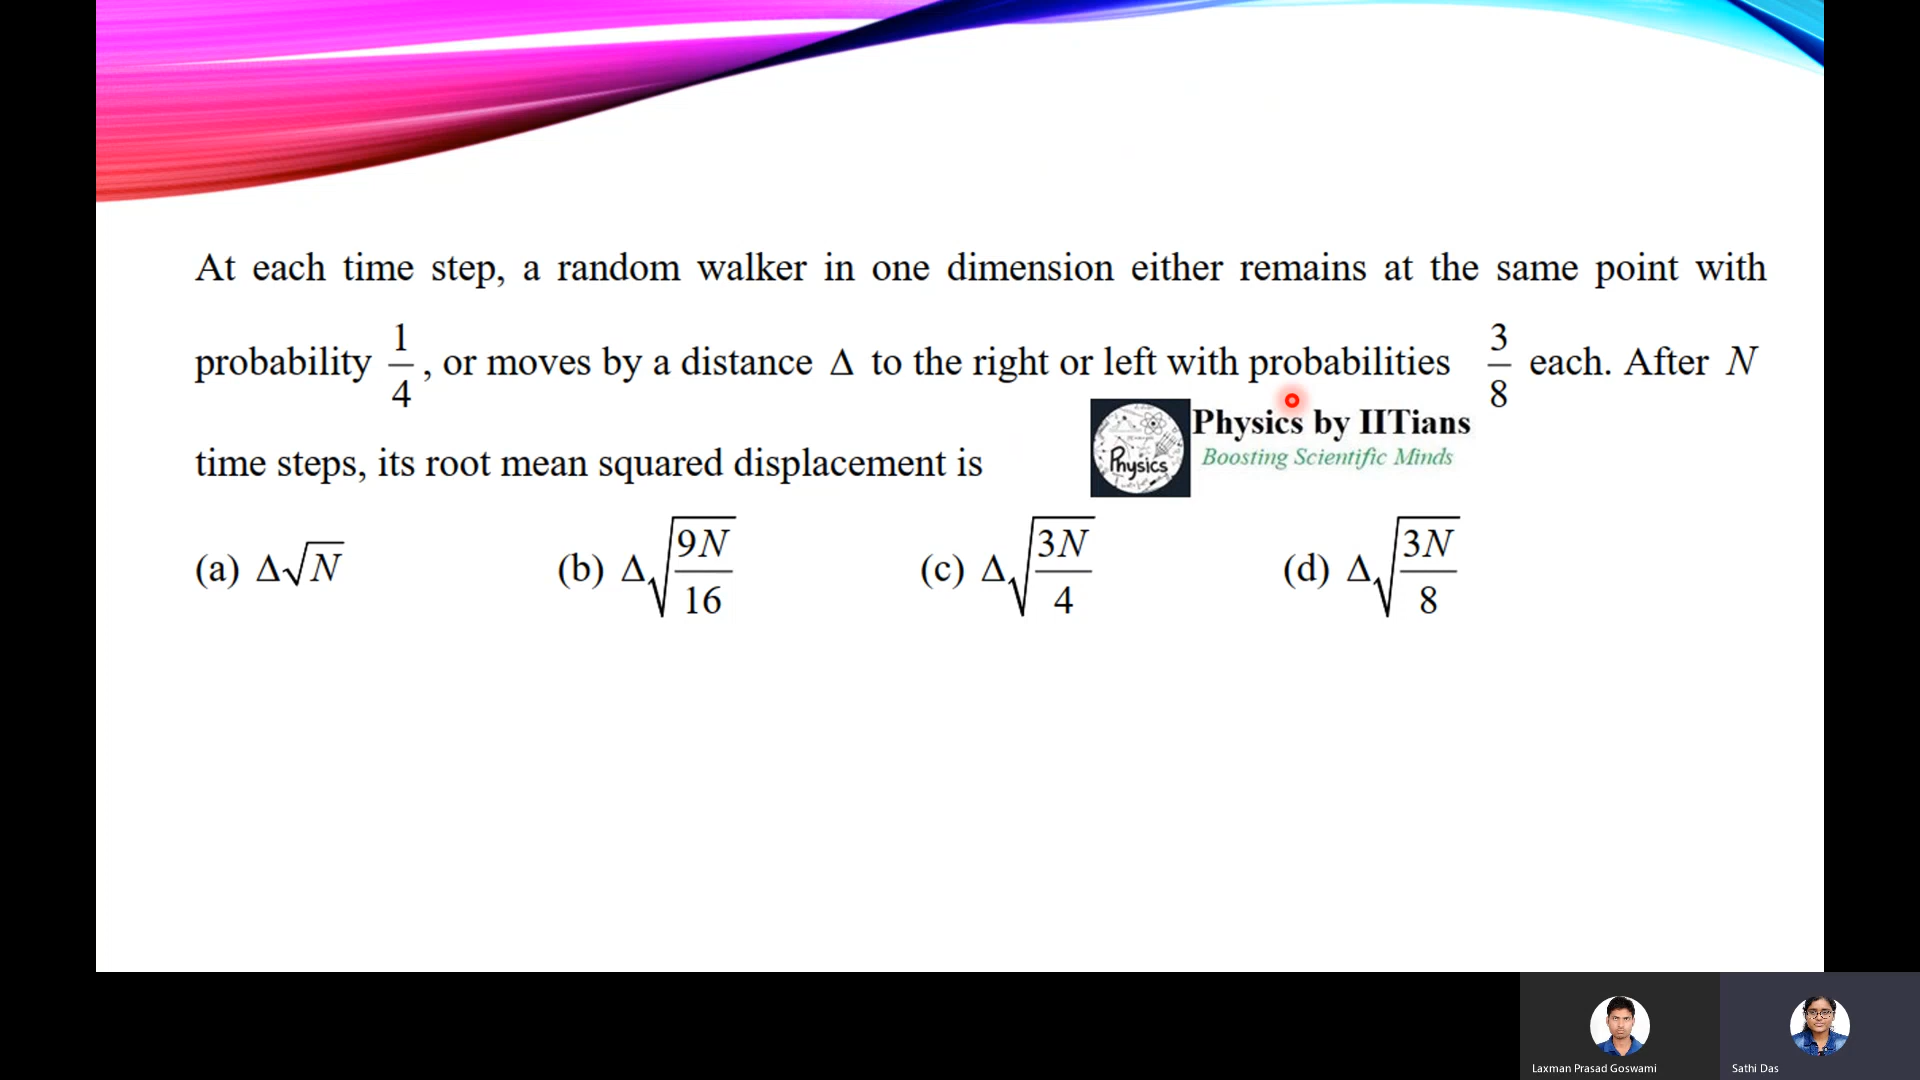 At each time step, a random walker in one dimension either remains at the same point with
probability 1/4, or moves by a distance Δ to the right or left with probabilities 3/8 each. After N
Physics by IITians
Boosting Scientific Minds
Physics
time steps, its root mean squared displacement is
(a) Δ√N (b) Δ√(9N/16) (c) Δ√(3N/4) (d) Δ√(3N/8)
Laxman Prasad Goswami
Sathi Das